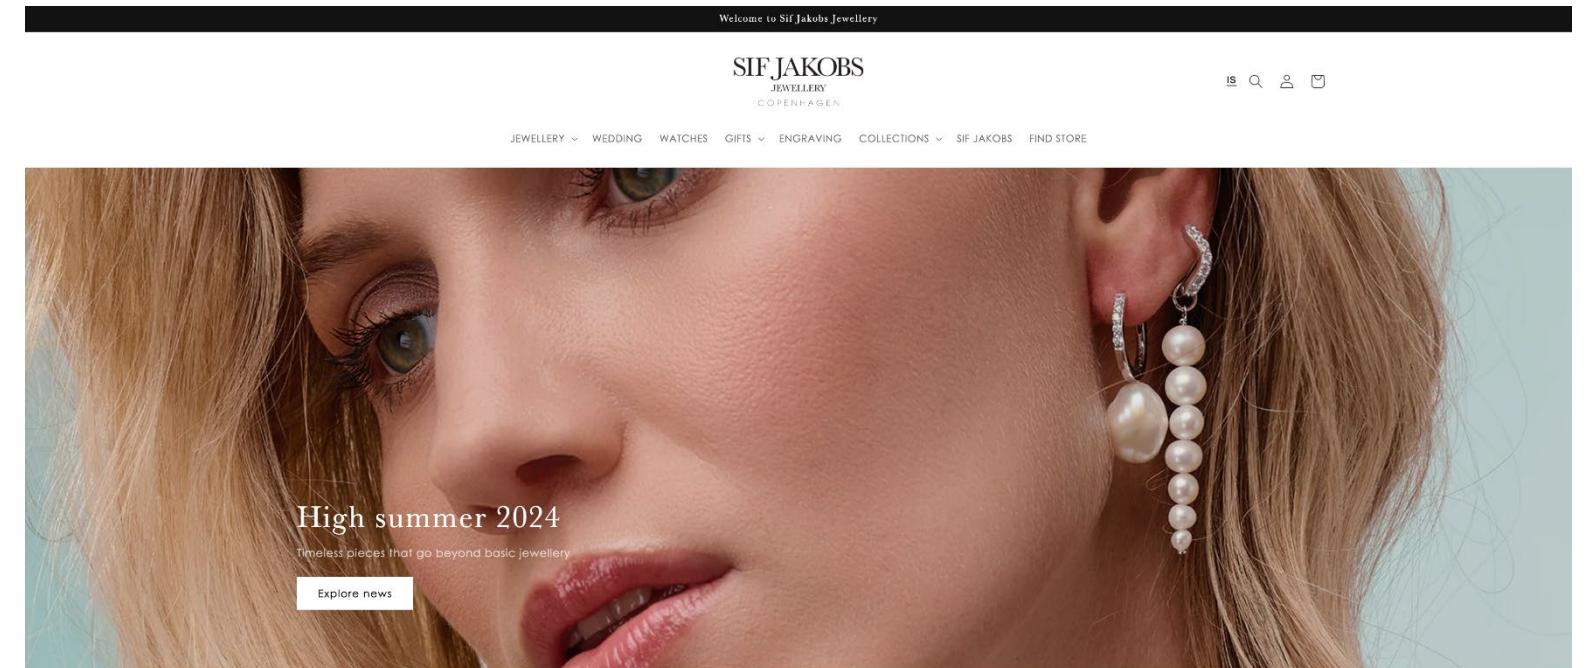 Welcome to Sif Jakobs Jewellery
SIF JAKOBS
JEWELLERY
COPENHAGEN
IS
JEWELLERY WEDDING WATCHES GIFTS ENGRAVING COLLECTIONS SIF JAKOBS FIND STORE
High summer 2024
Timeless pieces that go beyond basic jewellery
Explore news